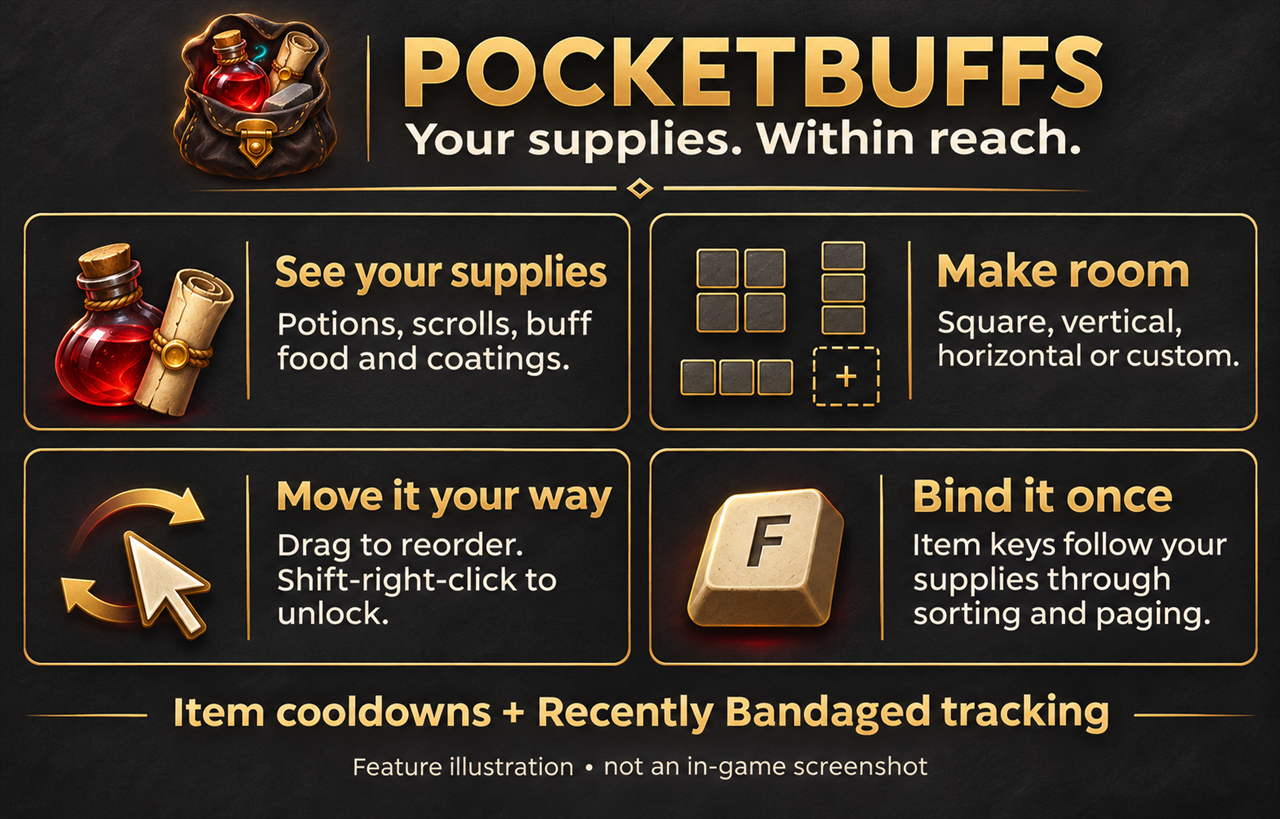 POCKETBUFFS
Your supplies. Within reach.
See your supplies
Potions, scrolls, buff
food and coatings.
+
Make room
Square, vertical,
horizontal or custom.
Move it your way
Drag to reorder.
Shift-right-click to
unlock.
F
Bind it once
Item keys follow your
supplies through
sorting and paging.
Item cooldowns + Recently Bandaged tracking
Feature illustration • not an in-game screenshot